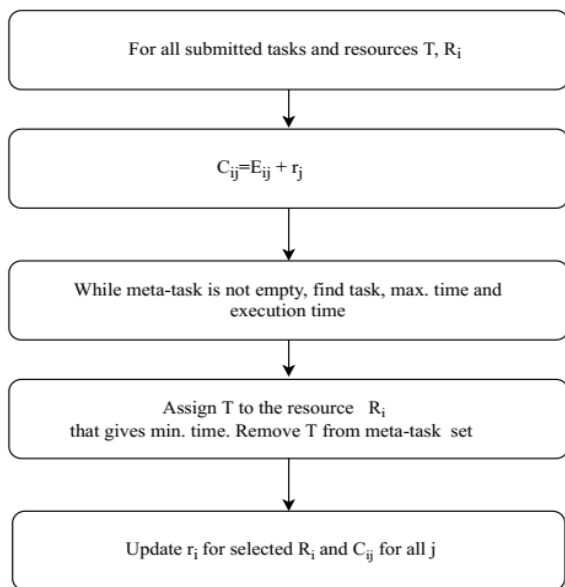 For all submitted tasks and resources T, Rᵢ
Cᵢⱼ=Eᵢⱼ + rⱼ
While meta-task is not empty, find task, max. time and
execution time
Assign T to the resource Rᵢ
that gives min. time. Remove T from meta-task set
Update rᵢ for selected Rᵢ and Cᵢⱼ for all j